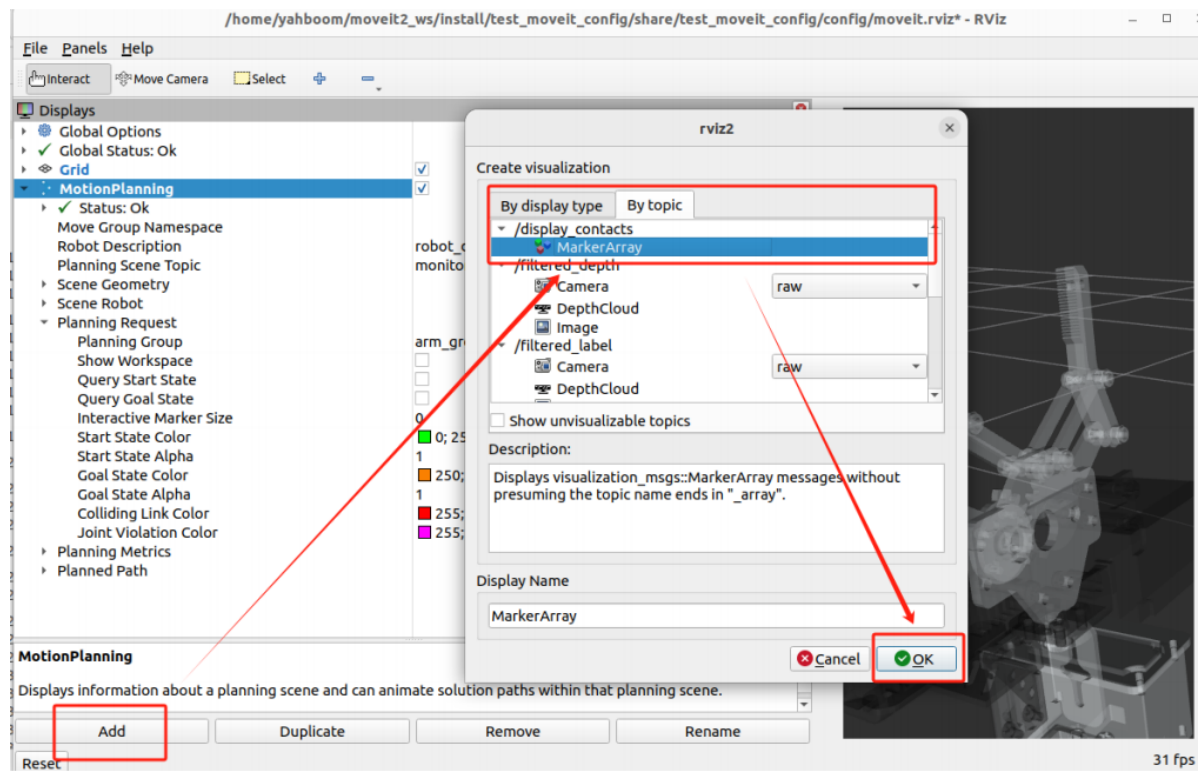 /home/yahboom/moveit2_ws/install/test_moveit_config/share/test_moveit_config/config/moveit.rviz* - RViz
File Panels Help
Interact Move Camera Select
Displays
Global Options
Global Status: Ok
Grid
MotionPlanning
Status: Ok
Move Group Namespace
Robot Description robot_
Planning Scene Topic monito
Scene Geometry
Scene Robot
Planning Request
Planning Group arm_gr
Show Workspace
Query Start State
Query Goal State
Interactive Marker Size 0
Start State Color 0; 25
Start State Alpha 1
Goal State Color 250;
Goal State Alpha 1
Colliding Link Color 255;
Joint Violation Color 255;
Planning Metrics
Planned Path
MotionPlanning
Displays information about a planning scene and can animate solution paths within that planning scene.
Add Duplicate Remove Rename
Reset
31 fps
rviz2
Create visualization
By display type By topic
/display_contacts
MarkerArray
/filtered_depth
Camera raw
DepthCloud
Image
/filtered_label
Camera raw
DepthCloud
Show unvisualizable topics
Description:
Displays visualization_msgs::MarkerArray messages without
presuming the topic name ends in "_array".
Display Name
MarkerArray
Cancel OK